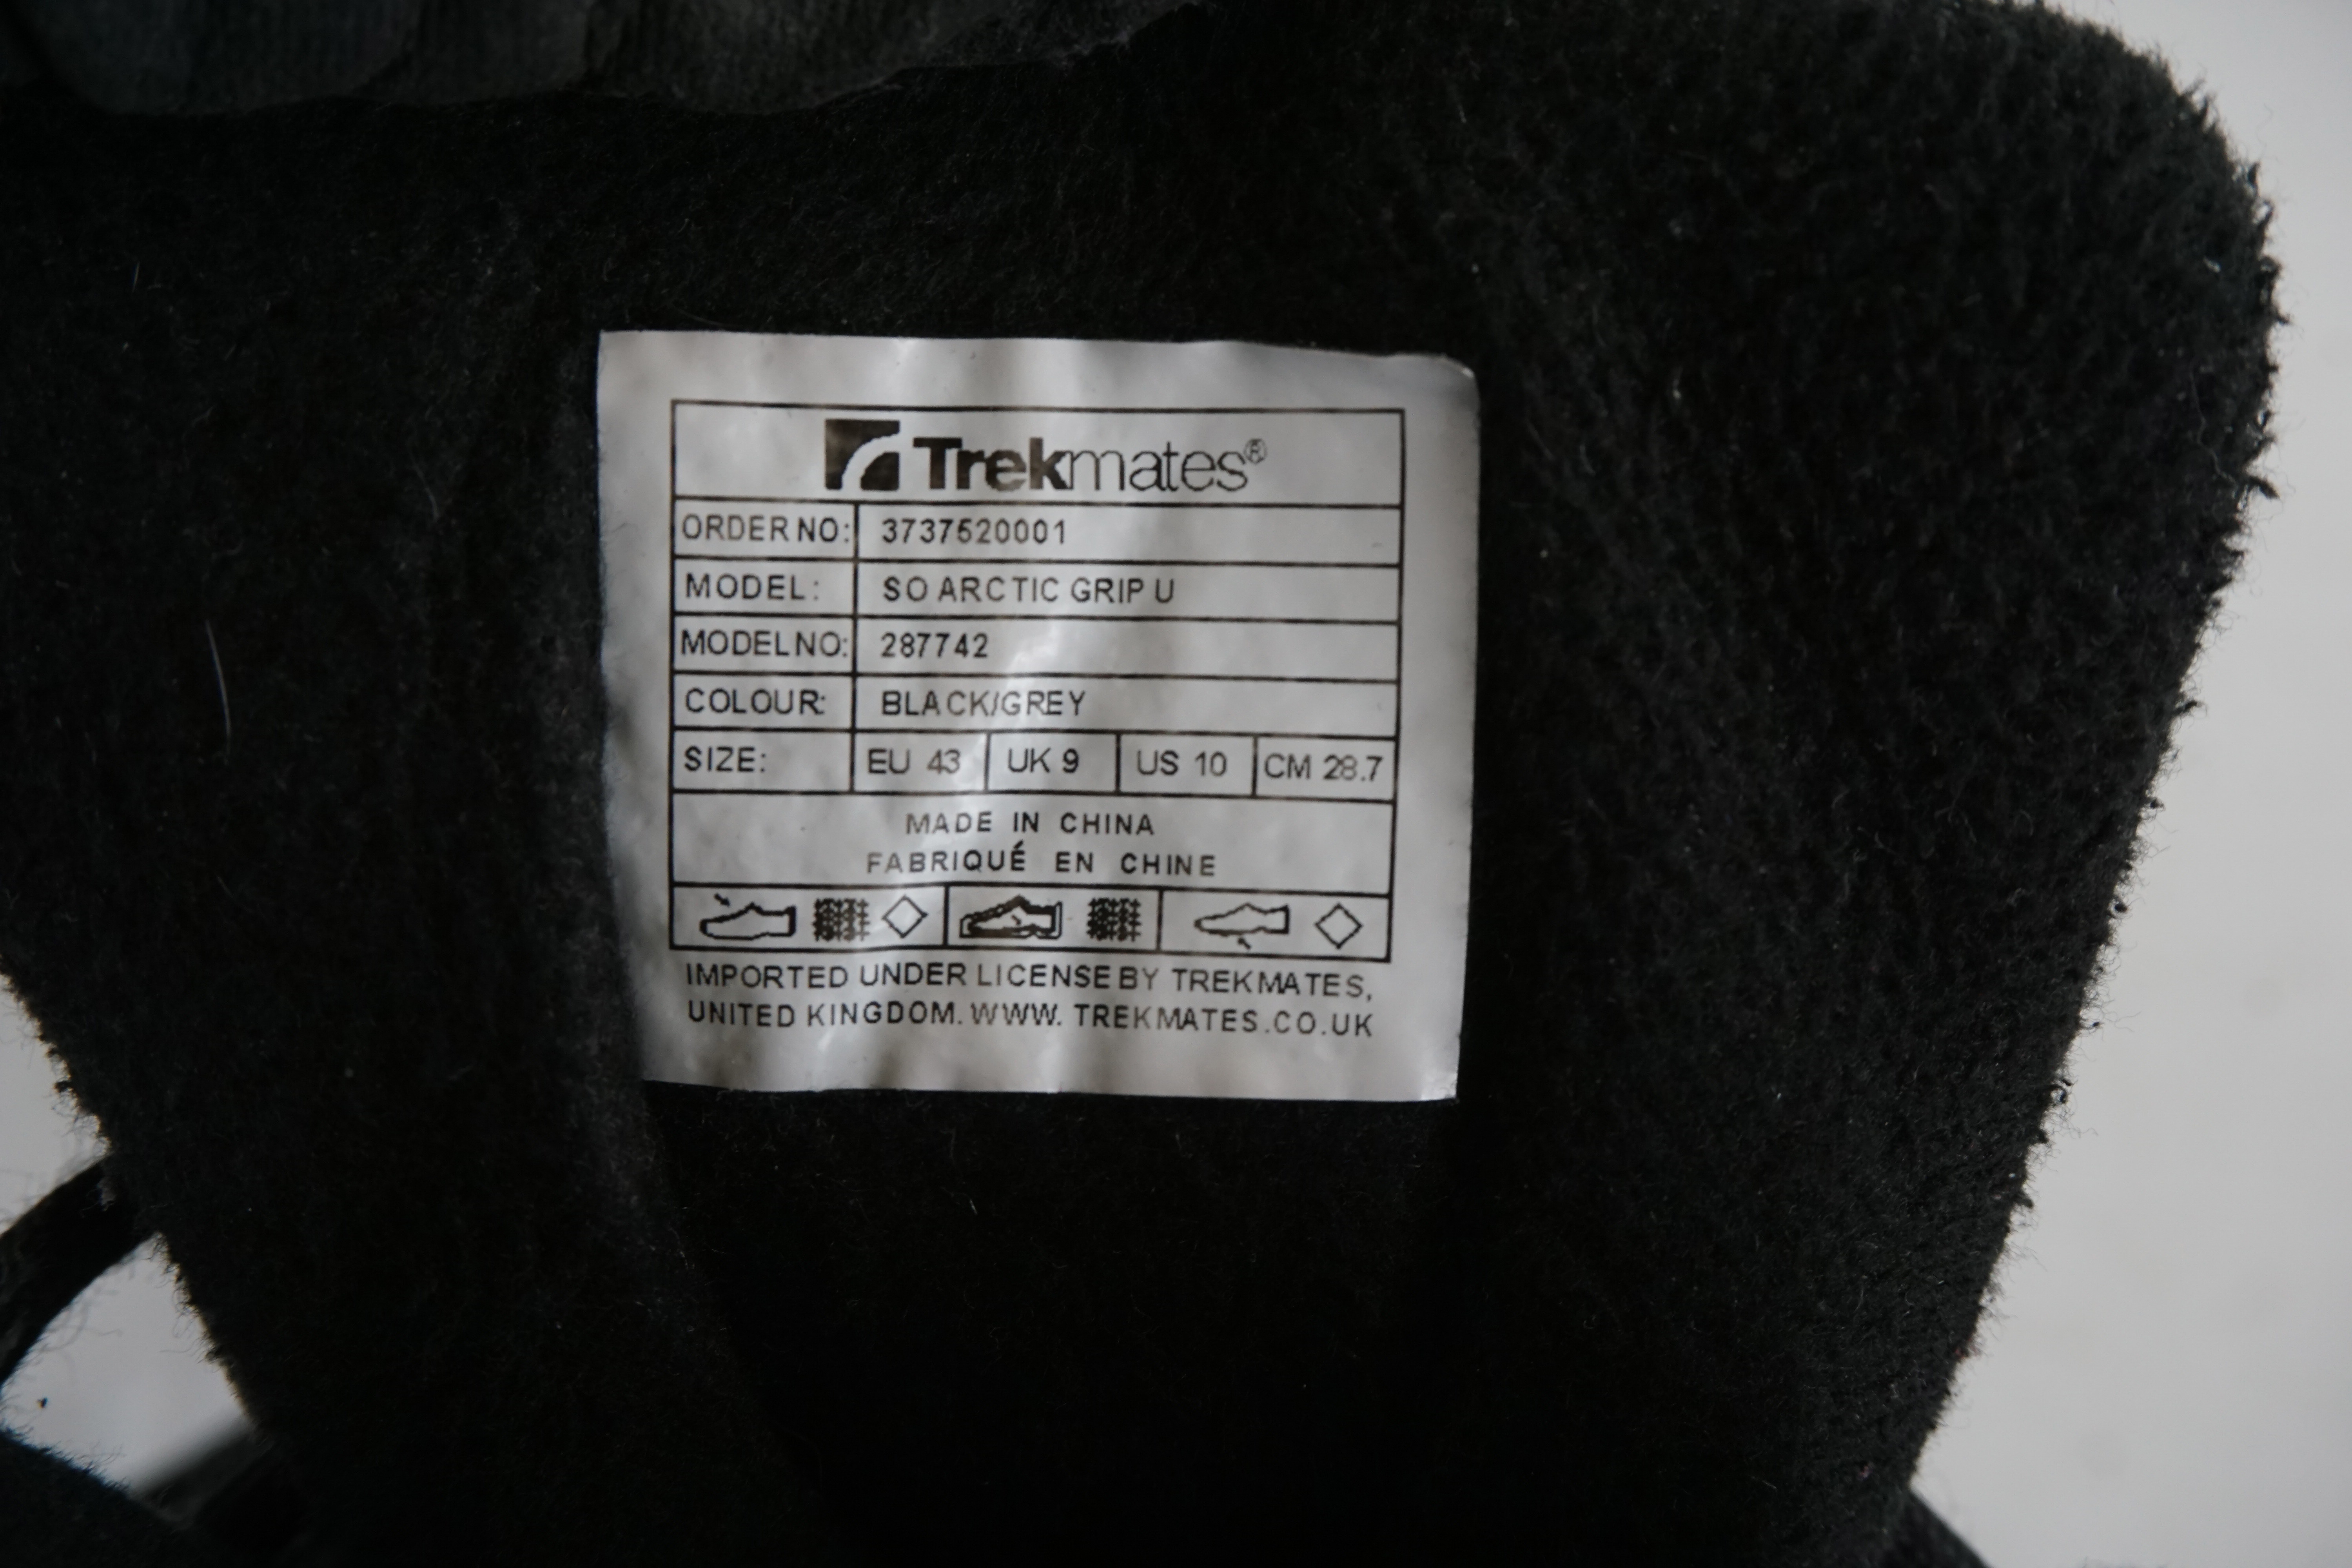 Trekmates®
ORDER NO: 3737520001
MODEL: SO ARCTIC GRIP U
MODEL NO: 287742
COLOUR: BLACK/GREY
SIZE: EU 43 UK 9 US 10 CM 28.7
MADE IN CHINA
FABRIQUÉ EN CHINE
IMPORTED UNDER LICENSE BY TREKMATES,
UNITED KINGDOM. WWW. TREKMATES.CO.UK